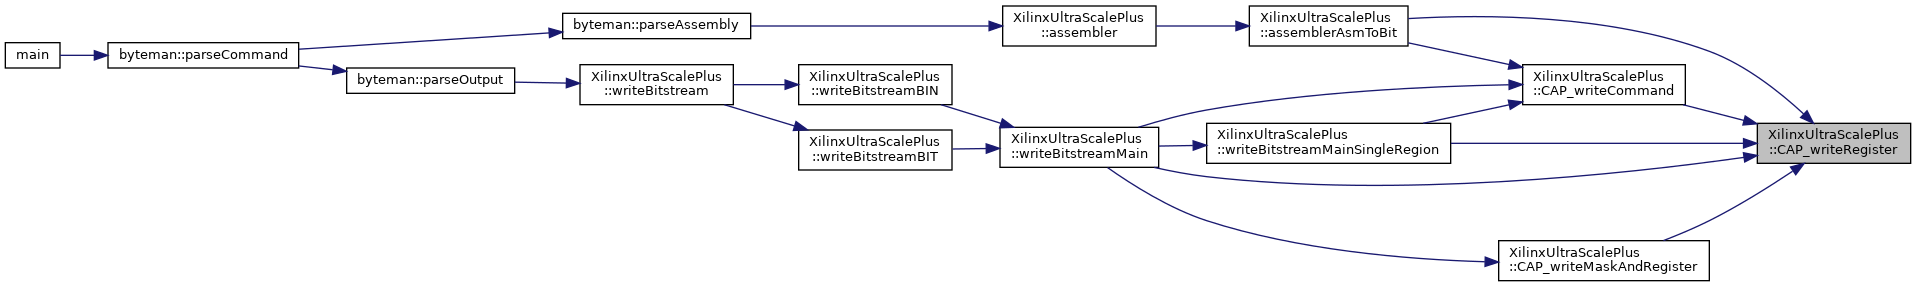 main
byteman::parseCommand
byteman::parseAssembly
byteman::parseOutput
XilinxUltraScalePlus
::assembler
XilinxUltraScalePlus
::writeBitstream
XilinxUltraScalePlus
::writeBitstreamBIN
XilinxUltraScalePlus
::writeBitstreamBIT
XilinxUltraScalePlus
::writeBitstreamMain
XilinxUltraScalePlus
::assemblerAsmToBit
XilinxUltraScalePlus
::writeBitstreamMainSingleRegion
XilinxUltraScalePlus
::CAP_writeCommand
XilinxUltraScalePlus
::CAP_writeMaskAndRegister
XilinxUltraScalePlus
::CAP_writeRegister